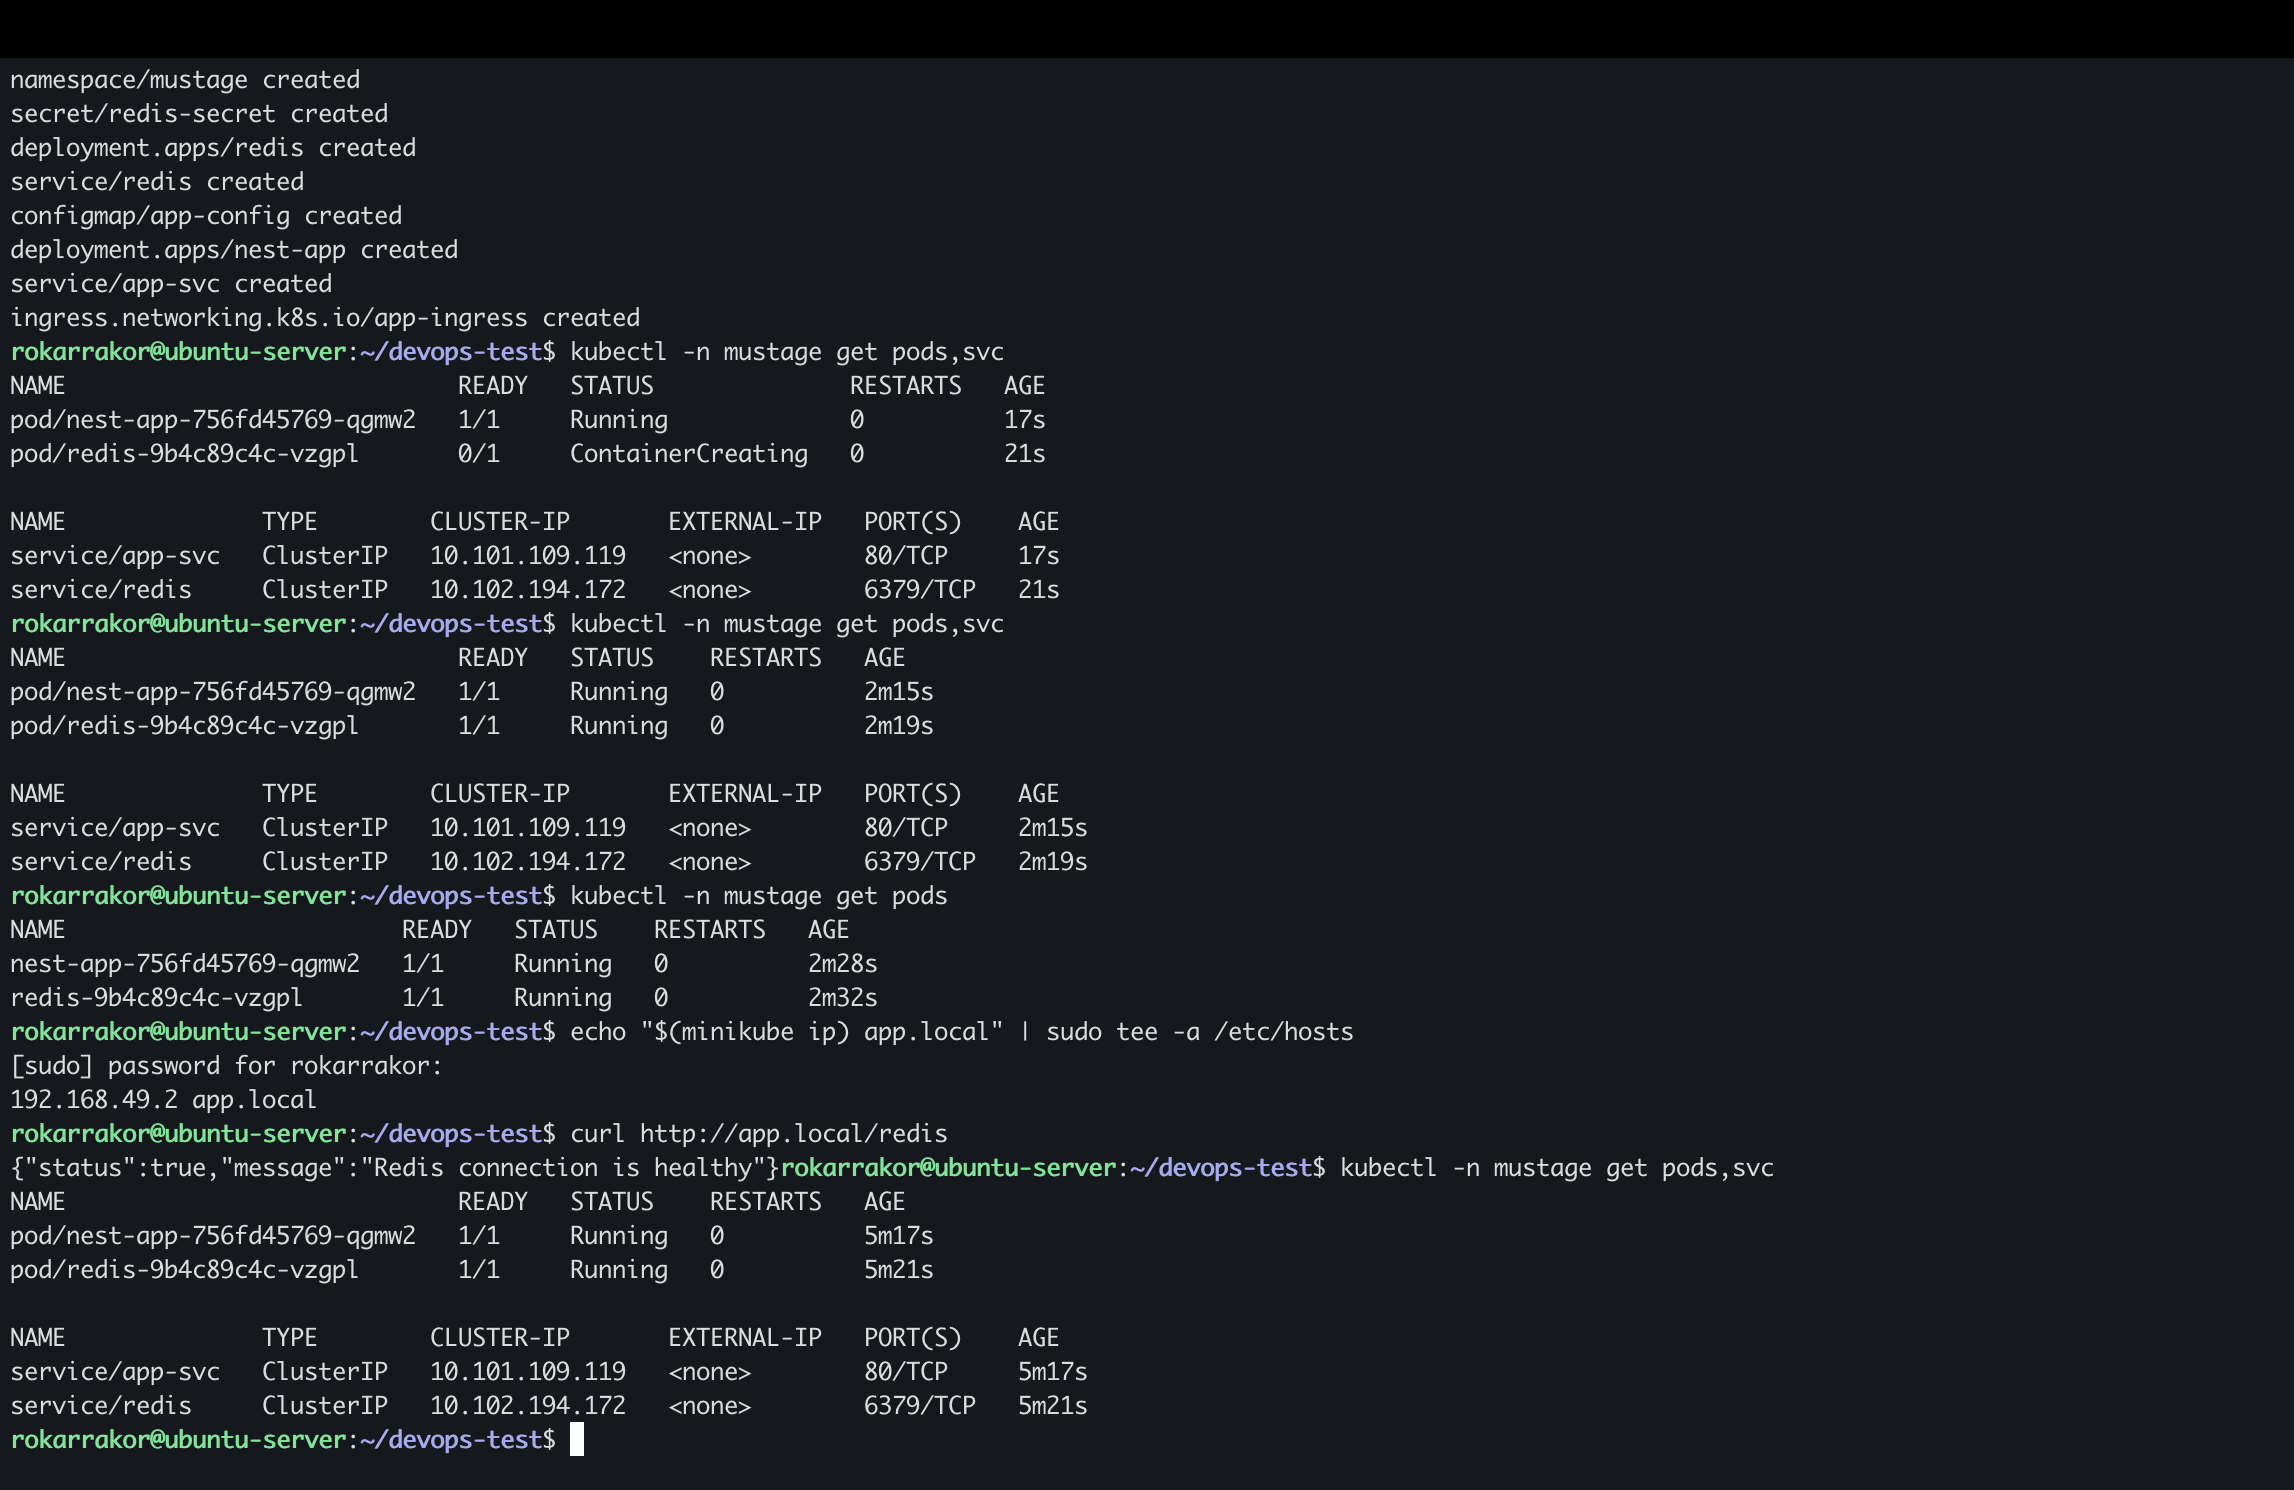 namespace/mustage created
secret/redis-secret created
deployment.apps/redis created
service/redis created
configmap/app-config created
deployment.apps/nest-app created
service/app-svc created
ingress.networking.k8s.io/app-ingress created
rokarrakor@ubuntu-server:~/devops-test$ kubectl -n mustage get pods,svc
NAME                            READY   STATUS              RESTARTS   AGE
pod/nest-app-756fd45769-qgmw2   1/1     Running             0          17s
pod/redis-9b4c89c4c-vzgpl       0/1     ContainerCreating   0          21s

NAME              TYPE        CLUSTER-IP       EXTERNAL-IP   PORT(S)    AGE
service/app-svc   ClusterIP   10.101.109.119   <none>        80/TCP     17s
service/redis     ClusterIP   10.102.194.172   <none>        6379/TCP   21s
rokarrakor@ubuntu-server:~/devops-test$ kubectl -n mustage get pods,svc
NAME                            READY   STATUS    RESTARTS   AGE
pod/nest-app-756fd45769-qgmw2   1/1     Running   0          2m15s
pod/redis-9b4c89c4c-vzgpl       1/1     Running   0          2m19s

NAME              TYPE        CLUSTER-IP       EXTERNAL-IP   PORT(S)    AGE
service/app-svc   ClusterIP   10.101.109.119   <none>        80/TCP     2m15s
service/redis     ClusterIP   10.102.194.172   <none>        6379/TCP   2m19s
rokarrakor@ubuntu-server:~/devops-test$ kubectl -n mustage get pods
NAME                        READY   STATUS    RESTARTS   AGE
nest-app-756fd45769-qgmw2   1/1     Running   0          2m28s
redis-9b4c89c4c-vzgpl       1/1     Running   0          2m32s
rokarrakor@ubuntu-server:~/devops-test$ echo "$(minikube ip) app.local" | sudo tee -a /etc/hosts
[sudo] password for rokarrakor:
192.168.49.2 app.local
rokarrakor@ubuntu-server:~/devops-test$ curl http://app.local/redis
{"status":true,"message":"Redis connection is healthy"}rokarrakor@ubuntu-server:~/devops-test$ kubectl -n mustage get pods,svc
NAME                            READY   STATUS    RESTARTS   AGE
pod/nest-app-756fd45769-qgmw2   1/1     Running   0          5m17s
pod/redis-9b4c89c4c-vzgpl       1/1     Running   0          5m21s

NAME              TYPE        CLUSTER-IP       EXTERNAL-IP   PORT(S)    AGE
service/app-svc   ClusterIP   10.101.109.119   <none>        80/TCP     5m17s
service/redis     ClusterIP   10.102.194.172   <none>        6379/TCP   5m21s
rokarrakor@ubuntu-server:~/devops-test$